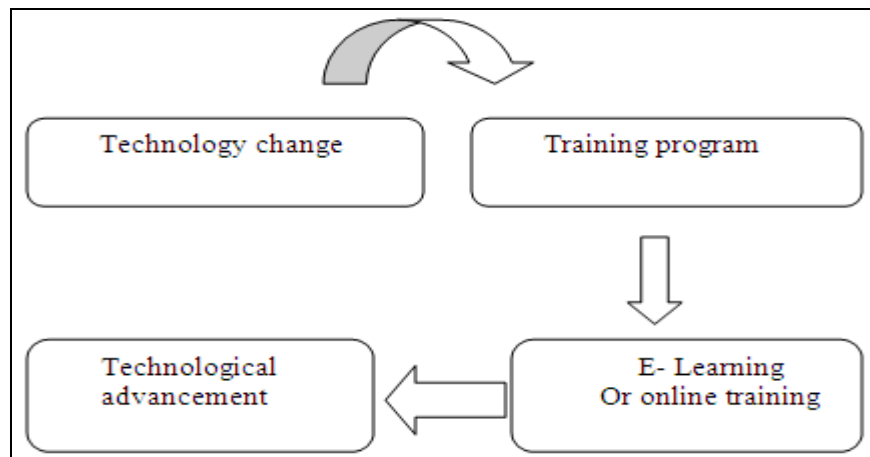 Technology change
Training program
E- Learning
Or online training
Technological
advancement